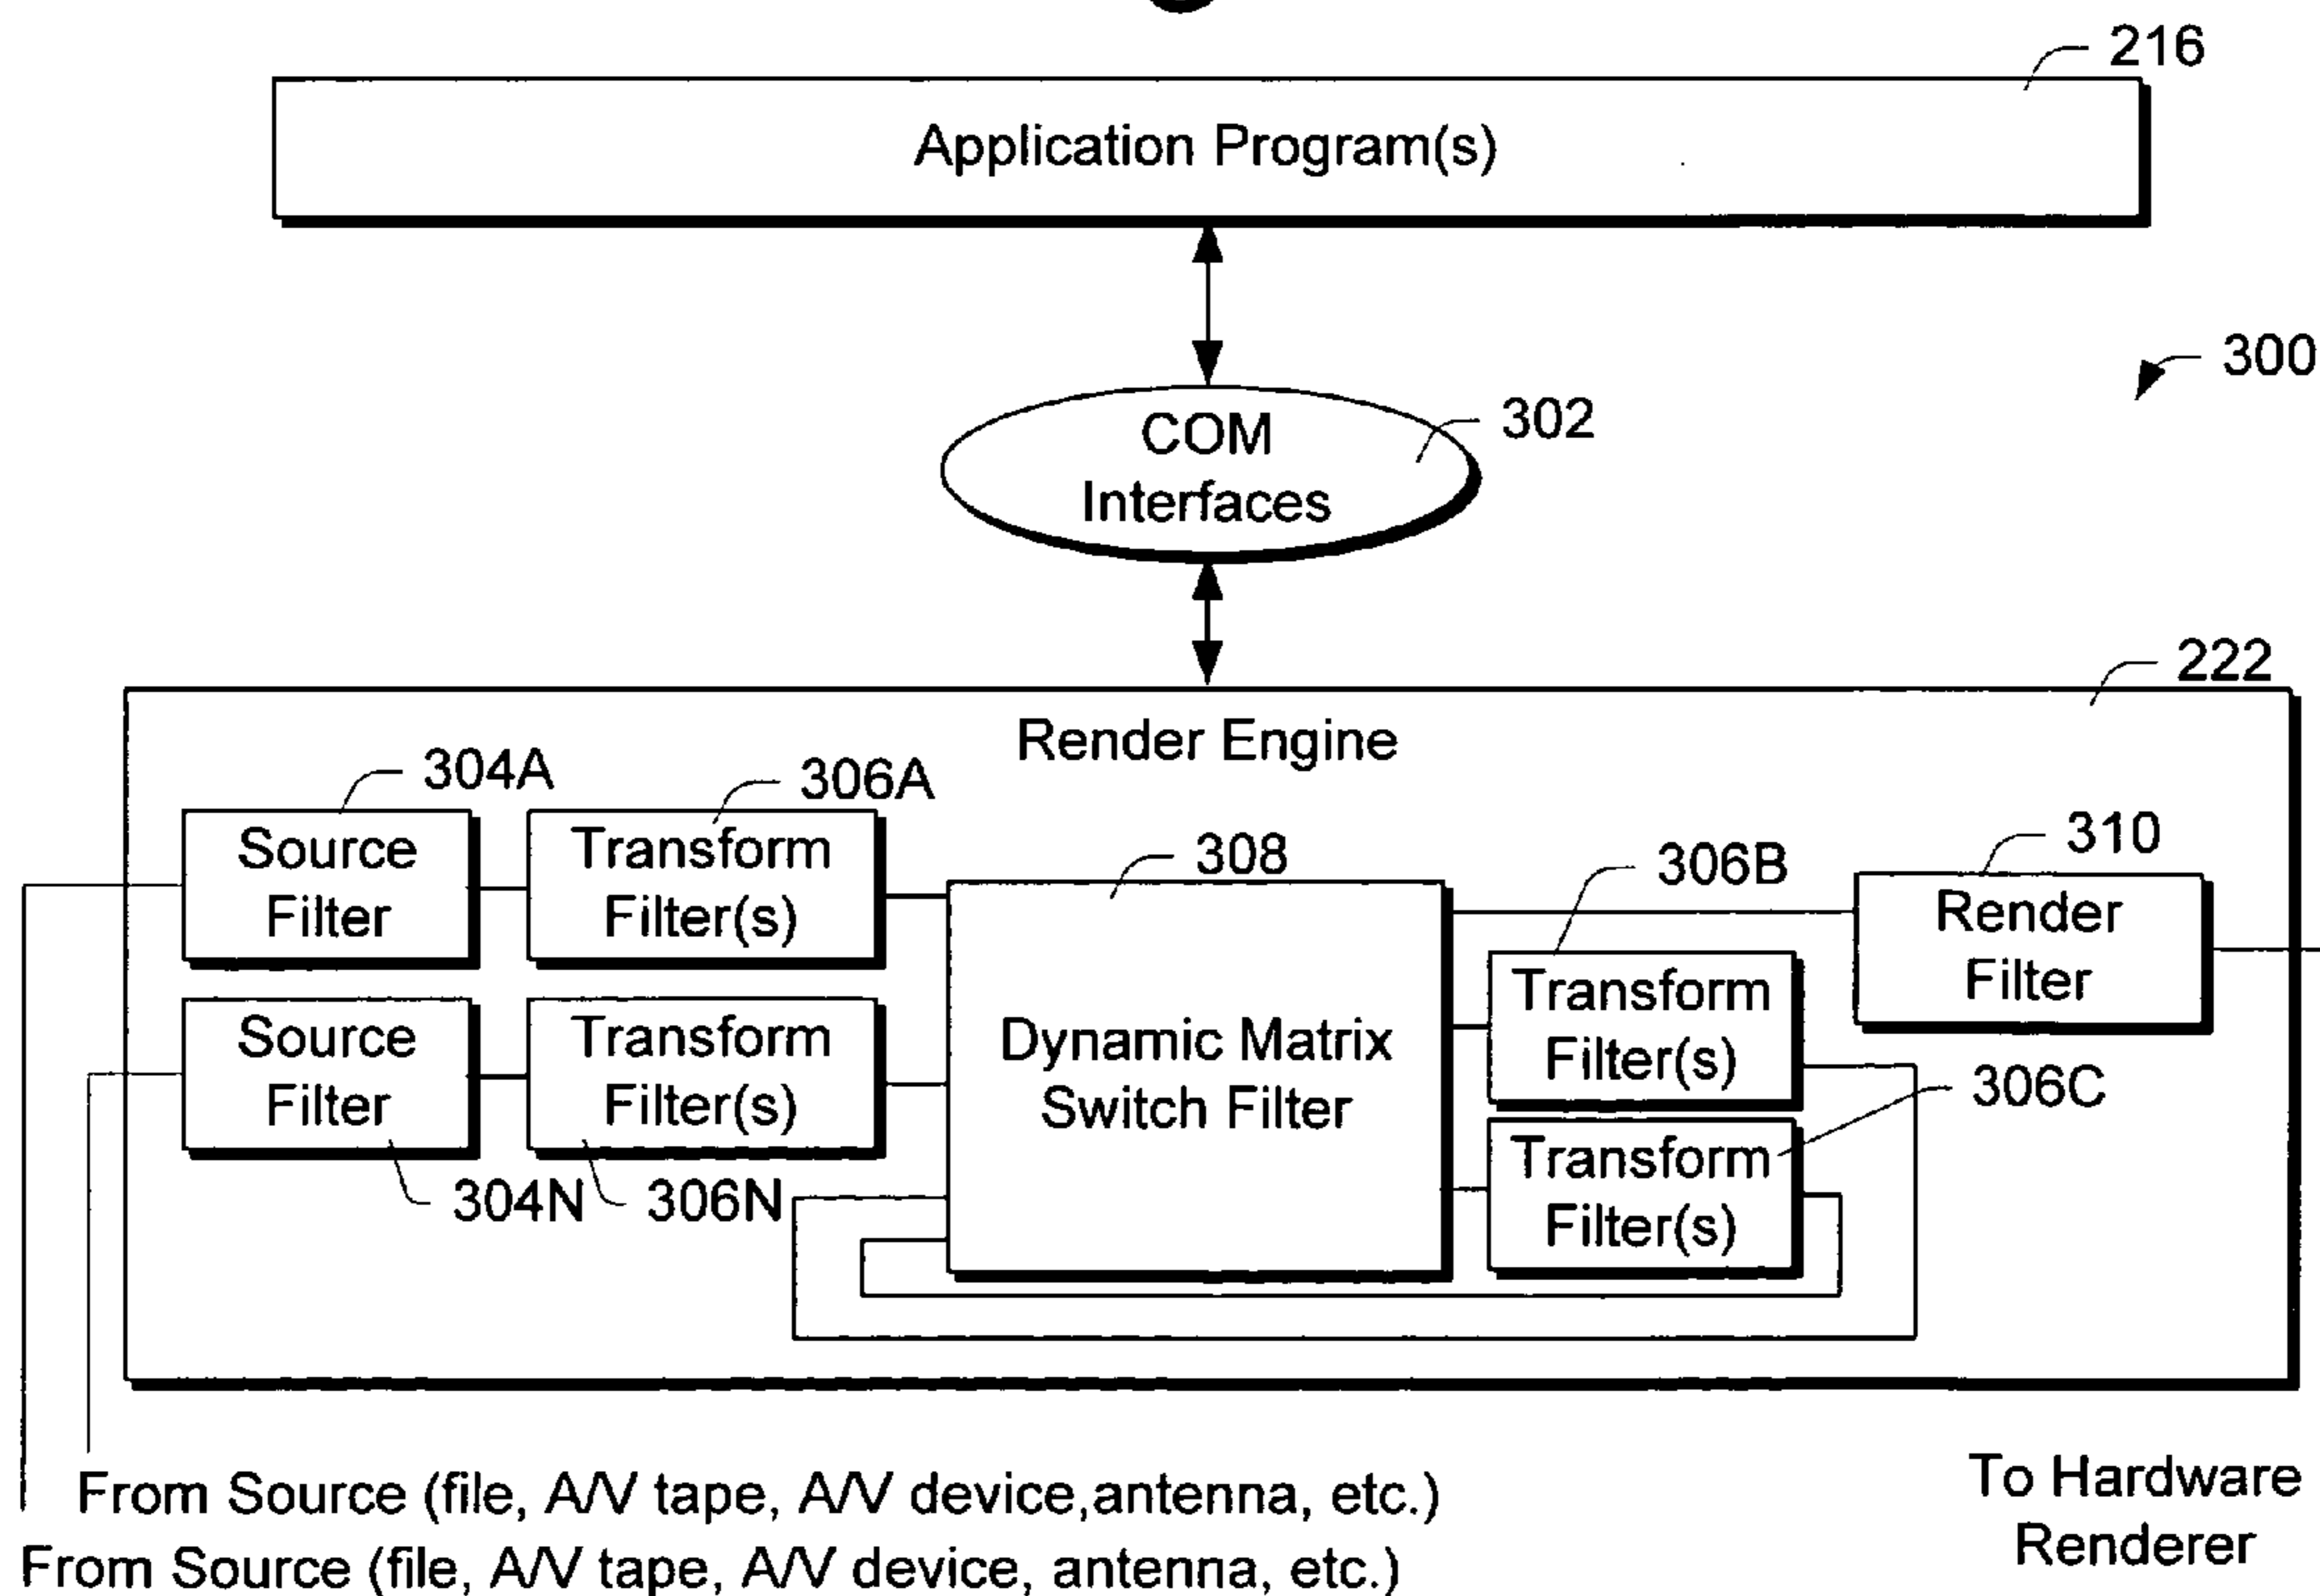 216
Application Program(s)
300
COM
Interfaces
302
222
Render Engine
304A
306A
Source
Filter
Transform
Filter(s)
308
306B
310
Render
Filter
Source
Filter
Transform
Filter(s)
Dynamic Matrix
Switch Filter
Transform
Filter(s)
306C
Transform
Filter(s)
304N
306N
From Source (file, A/V tape, A/V device,antenna, etc.)
From Source (file, A/V tape, A/V device, antenna, etc.)
To Hardware
Renderer